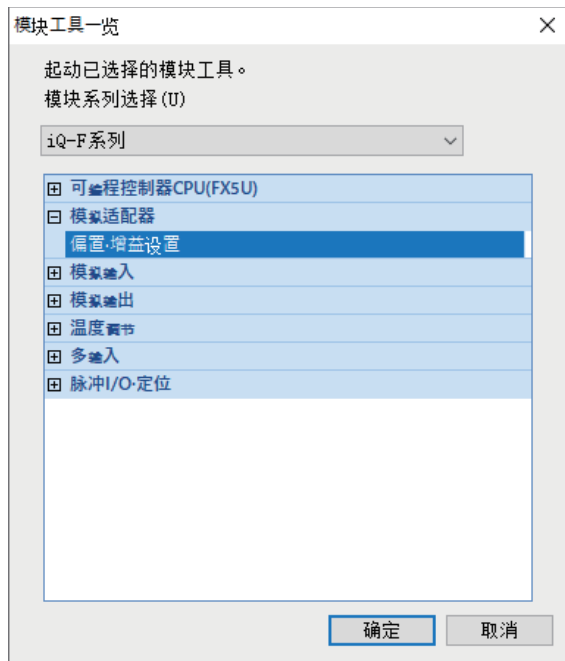 模块工具一览
起动已选择的模块工具。
模块系列选择(U)
iQ-F系列
可编程控制器CPU(FX5U)
模拟适配器
偏置·增益设置
模拟输入
模拟输出
温度调节
多输入
脉冲I/O·定位
确定
取消